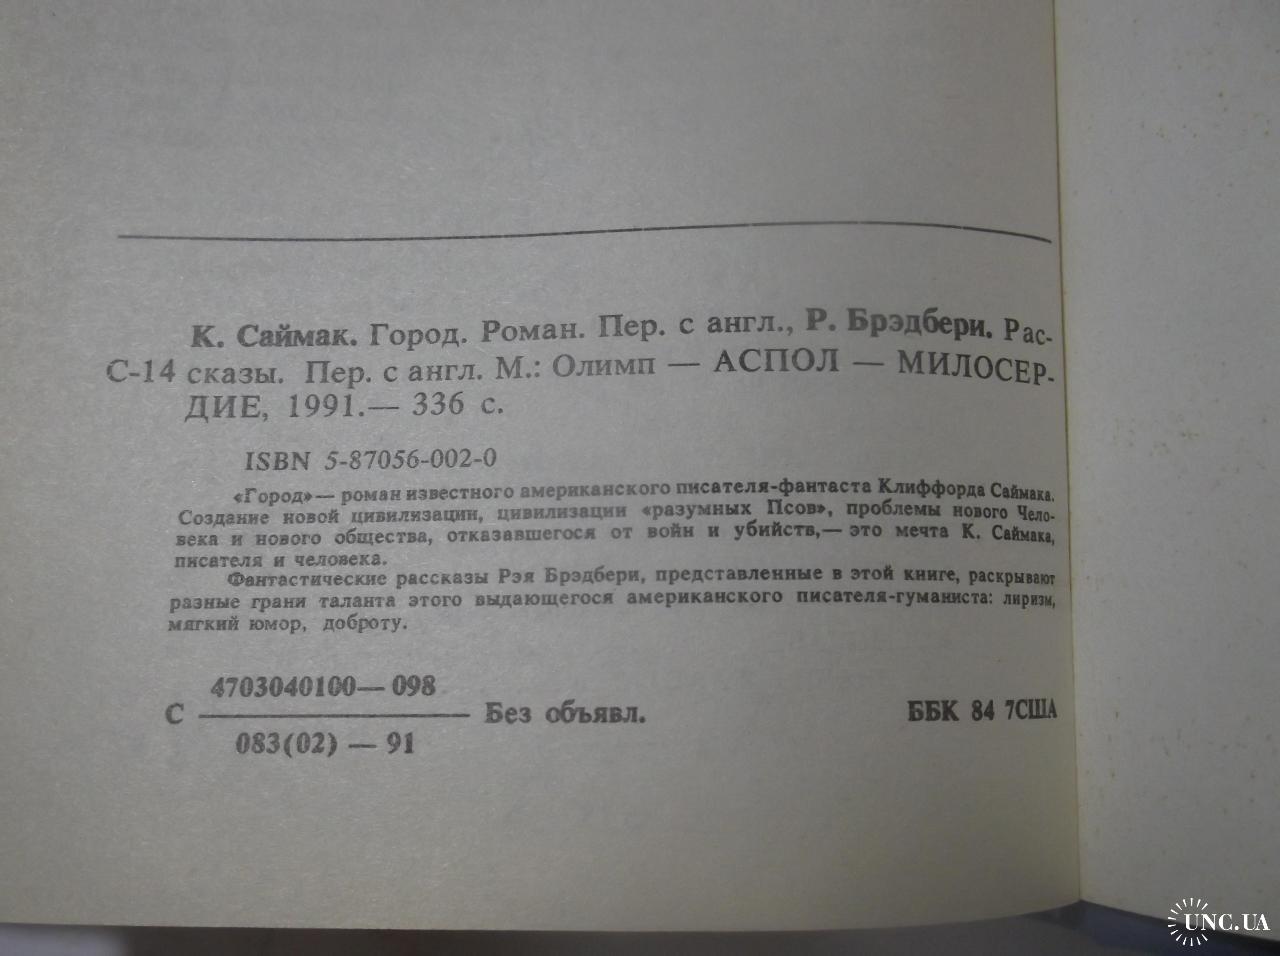 К. Саймак. Город. Роман. Пер. с англ., Р. Брэдбери. Рас-
С-14 сказы. Пер. с англ. М.: Олимп — АСПОЛ — МИЛОСЕР-
ДИЕ, 1991.— 336 с.
ISBN 5-87056-002-0
«Город»— роман известного американского писателя-фантаста Клиффорда Саймака.
Создание новой цивилизации, цивилизации «разумных Псов», проблемы нового Чело-
века и нового общества, отказавшегося от войн и убийств,— это мечта К. Саймака,
писателя и человека.
Фантастические рассказы Рэя Брэдбери, представленные в этой книге, раскрывают
разные грани таланта этого выдающегося американского писателя-гуманиста: лиризм,
мягкий юмор, доброту.
4703040100— 098
С Без объявл. ББК 84 7США
083(02) — 91
UNC.UA